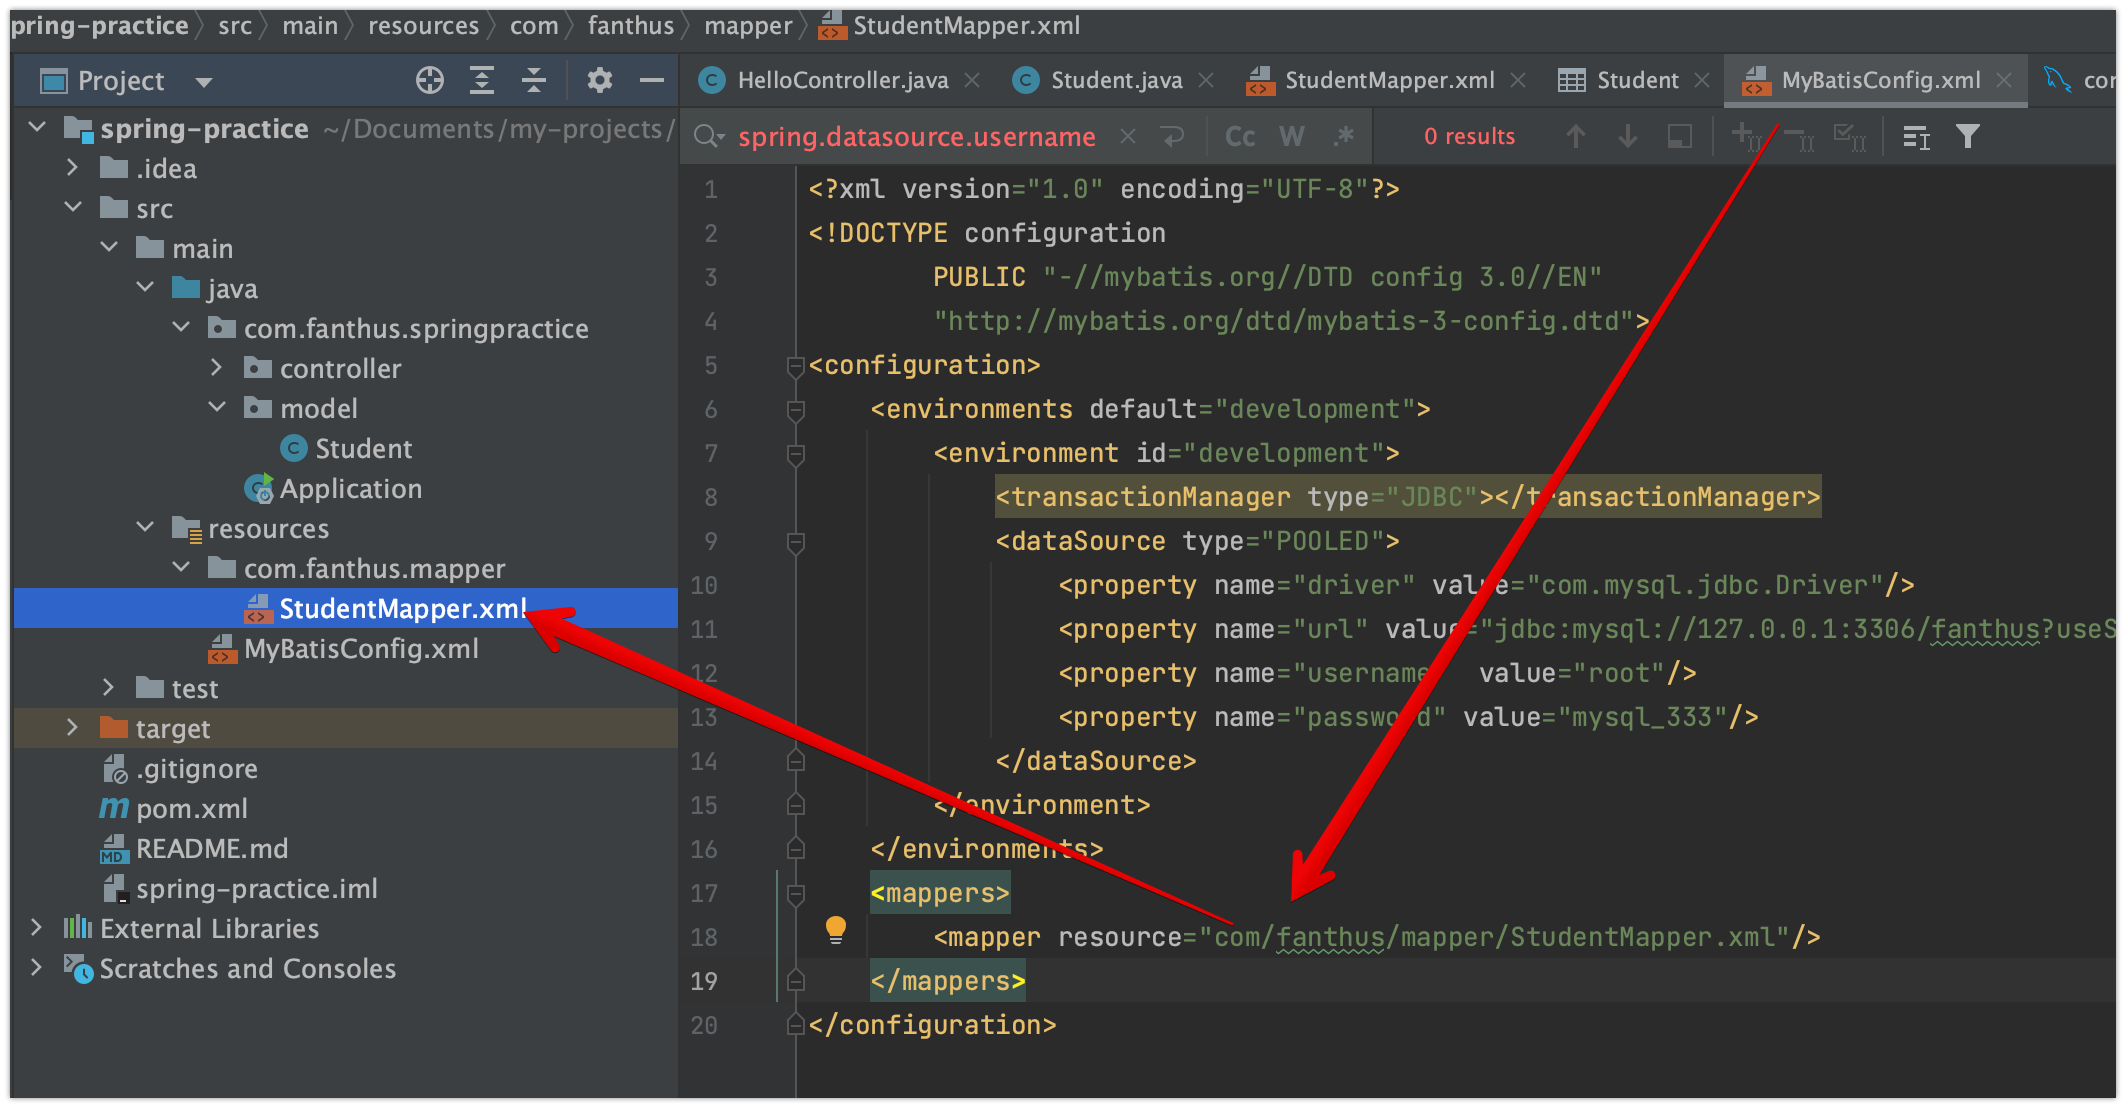 pring-practice src main resources com fanthus mapper StudentMapper.xml
Project
HelloController.java Student.java StudentMapper.xml Student MyBatisConfig.xml cor
spring-practice ~/Documents/my-projects/
.idea
src
main
java
com.fanthus.springpractice
controller
model
Student
Application
resources
com.fanthus.mapper
StudentMapper.xml
MyBatisConfig.xml
test
target
.gitignore
pom.xml
README.md
spring-practice.iml
External Libraries
Scratches and Consoles
spring.datasource.username Cc W .* 0 results
1 <?xml version="1.0" encoding="UTF-8"?>
2 <!DOCTYPE configuration
3 PUBLIC "-//mybatis.org//DTD config 3.0//EN"
4 "http://mybatis.org/dtd/mybatis-3-config.dtd">
5 <configuration>
6 <environments default="development">
7 <environment id="development">
8 <transactionManager type="JDBC"></transactionManager>
9 <dataSource type="POOLED">
10 <property name="driver" value="com.mysql.jdbc.Driver"/>
11 <property name="url" value="jdbc:mysql://127.0.0.1:3306/fanthus?useS
12 <property name="username" value="root"/>
13 <property name="password" value="mysql_333"/>
14 </dataSource>
15 </environment>
16 </environments>
17 <mappers>
18 <mapper resource="com/fanthus/mapper/StudentMapper.xml"/>
19 </mappers>
20 </configuration>